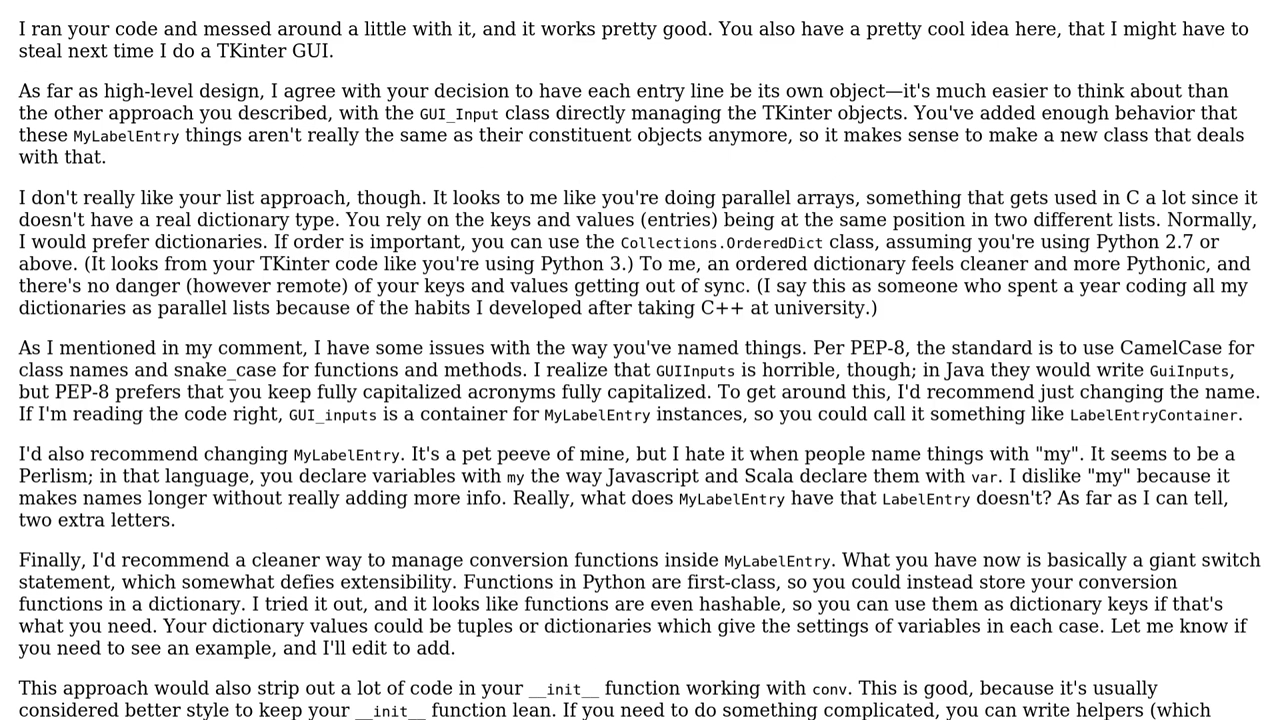 I ran your code and messed around a little with it, and it works pretty good. You also have a pretty cool idea here, that I might have to
steal next time I do a TKinter GUI.
As far as high-level design, I agree with your decision to have each entry line be its own object—it's much easier to think about than
the other approach you described, with the GUI_Input class directly managing the TKinter objects. You've added enough behavior that
these MyLabelEntry things aren't really the same as their constituent objects anymore, so it makes sense to make a new class that deals
with that.
I don't really like your list approach, though. It looks to me like you're doing parallel arrays, something that gets used in C a lot since it
doesn't have a real dictionary type. You rely on the keys and values (entries) being at the same position in two different lists. Normally,
I would prefer dictionaries. If order is important, you can use the Collections.OrderedDict class, assuming you're using Python 2.7 or
above. (It looks from your TKinter code like you're using Python 3.) To me, an ordered dictionary feels cleaner and more Pythonic, and
there's no danger (however remote) of your keys and values getting out of sync. (I say this as someone who spent a year coding all my
dictionaries as parallel lists because of the habits I developed after taking C++ at university.)
As I mentioned in my comment, I have some issues with the way you've named things. Per PEP-8, the standard is to use CamelCase for
class names and snake_case for functions and methods. I realize that GUIInputs is horrible, though; in Java they would write GuiInputs,
but PEP-8 prefers that you keep fully capitalized acronyms fully capitalized. To get around this, I'd recommend just changing the name.
If I'm reading the code right, GUI_inputs is a container for MyLabelEntry instances, so you could call it something like LabelEntryContainer.
I'd also recommend changing MyLabelEntry. It's a pet peeve of mine, but I hate it when people name things with "my". It seems to be a
Perlism; in that language, you declare variables with my the way Javascript and Scala declare them with var. I dislike "my" because it
makes names longer without really adding more info. Really, what does MyLabelEntry have that LabelEntry doesn't? As far as I can tell,
two extra letters.
Finally, I'd recommend a cleaner way to manage conversion functions inside MyLabelEntry. What you have now is basically a giant switch
statement, which somewhat defies extensibility. Functions in Python are first-class, so you could instead store your conversion
functions in a dictionary. I tried it out, and it looks like functions are even hashable, so you can use them as dictionary keys if that's
what you need. Your dictionary values could be tuples or dictionaries which give the settings of variables in each case. Let me know if
you need to see an example, and I'll edit to add.
This approach would also strip out a lot of code in your __init__ function working with conv. This is good, because it's usually
considered better style to keep your __init__ function lean. If you need to do something complicated, you can write helpers (which